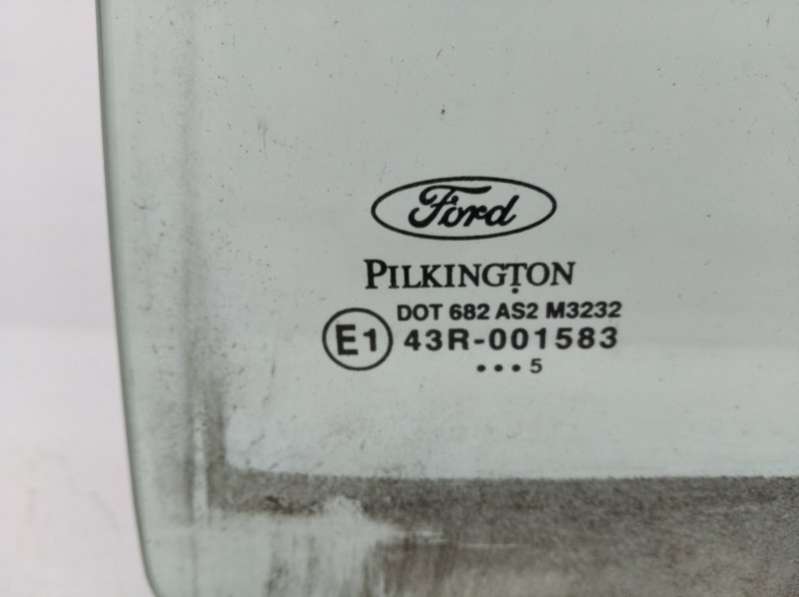 Ford
PILKINGTON
DOT 682 AS2 M3232
E1 43R-001583
•••5